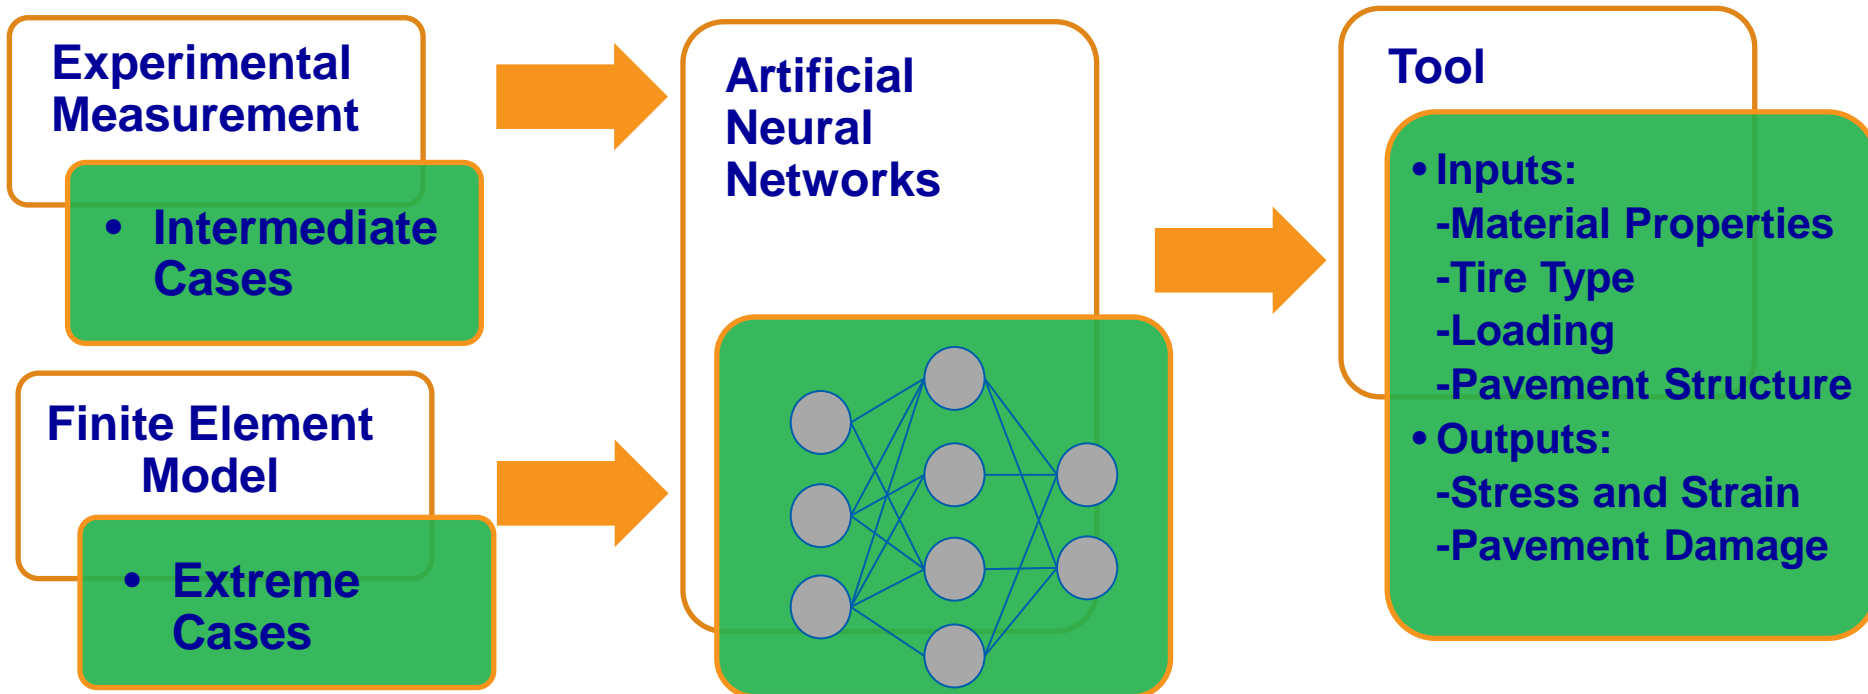 Experimental
Measurement
• Intermediate
Cases
Finite Element
Model
• Extreme
Cases
Artificial
Neural
Networks
Tool
• Inputs:
-Material Properties
-Tire Type
-Loading
-Pavement Structure
• Outputs:
-Stress and Strain
-Pavement Damage